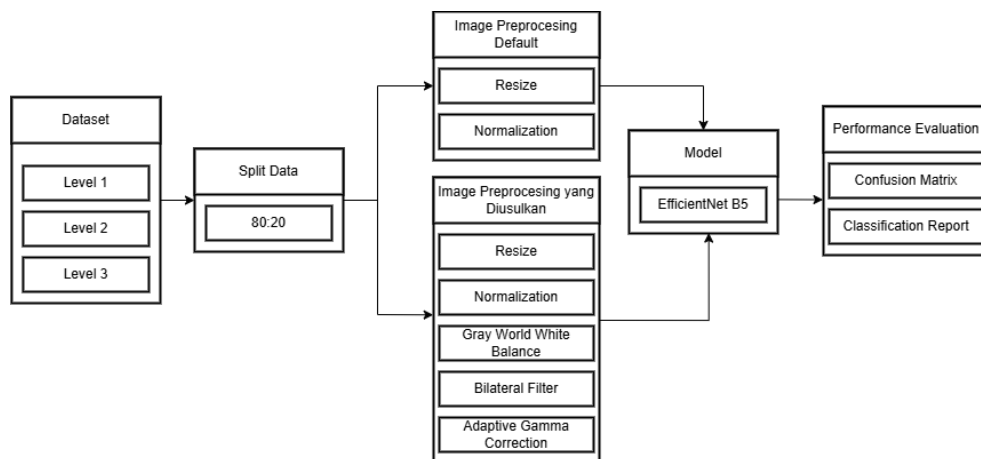 Dataset
Level 1
Level 2
Level 3
Split Data
80:20
Image Preprocesing
Default
Resize
Normalization
Image Preprocesing yang
Diusulkan
Resize
Normalization
Gray World White
Balance
Bilateral Filter
Adaptive Gamma
Correction
Model
EfficientNet B5
Performance Evaluation
Confusion Matrix
Classification Report